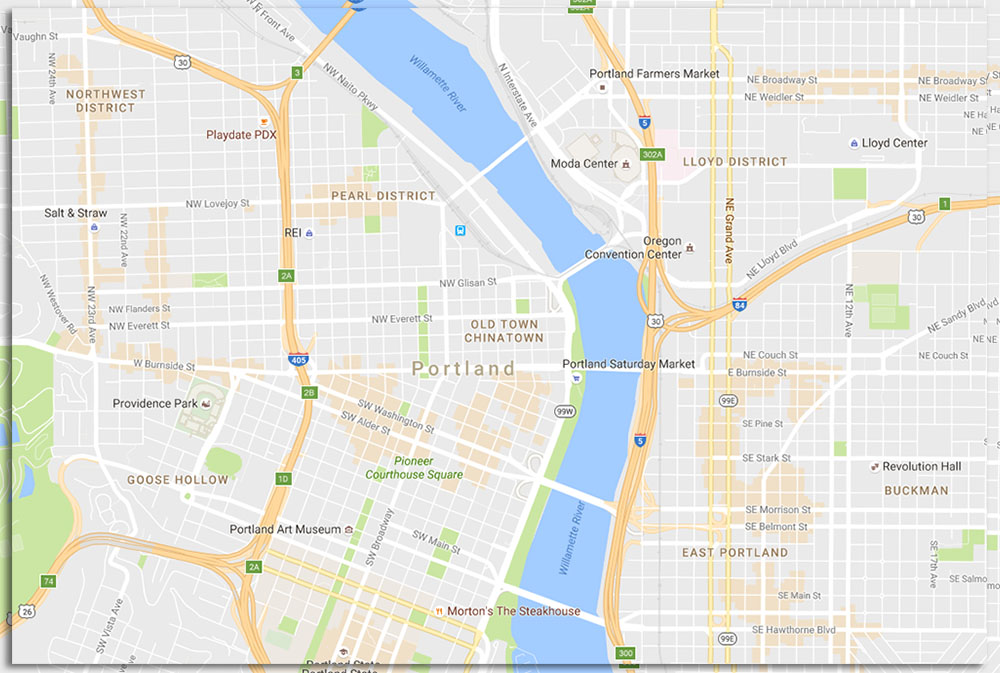 302A
Vaughn St
NW Front Ave
30
3
NW 24th Ave
NORTHWEST
DISTRICT
NW Naito Pkwy
Willamette River
N Interstate Ave
Portland Farmers Market
NE Broadway St
NE Broadway St
NE Weidler St
NE Weidler St
5
302A
Playdate PDX
Moda Center
LLOYD DISTRICT
Lloyd Center
PEARL DISTRICT
NW Lovejoy St
Salt & Straw
NW 22nd Ave
REI
NE Grand Ave
1
30
Oregon
Convention Center
NE Lloyd Blvd
2A
NW Glisan St
NW Westover Rd
NW 23rd Ave
NW Flanders St
NW Everett St
NW Everett St
OLD TOWN
CHINATOWN
84
30
NE 12th Ave
NE Sandy Blvd
W Burnside St
405
Portland
Portland Saturday Market
NE Couch St
NE Couch St
E Burnside St
2B
Providence Park
SW Washington St
SW Alder St
99W
99E
SE Pine St
5
Pioneer
Courthouse Square
SE Stark St
Revolution Hall
GOOSE HOLLOW
1D
BUCKMAN
SE Morrison St
SE Belmont St
Portland Art Museum
SW Broadway
SW Main St
Willamette River
EAST PORTLAND
SE 17th Ave
2A
74
26
SW Vista Ave
Morton's The Steakhouse
SE Main St
SE Salmo
SE Hawthorne Blvd
99E
300
Portland State
Portland State